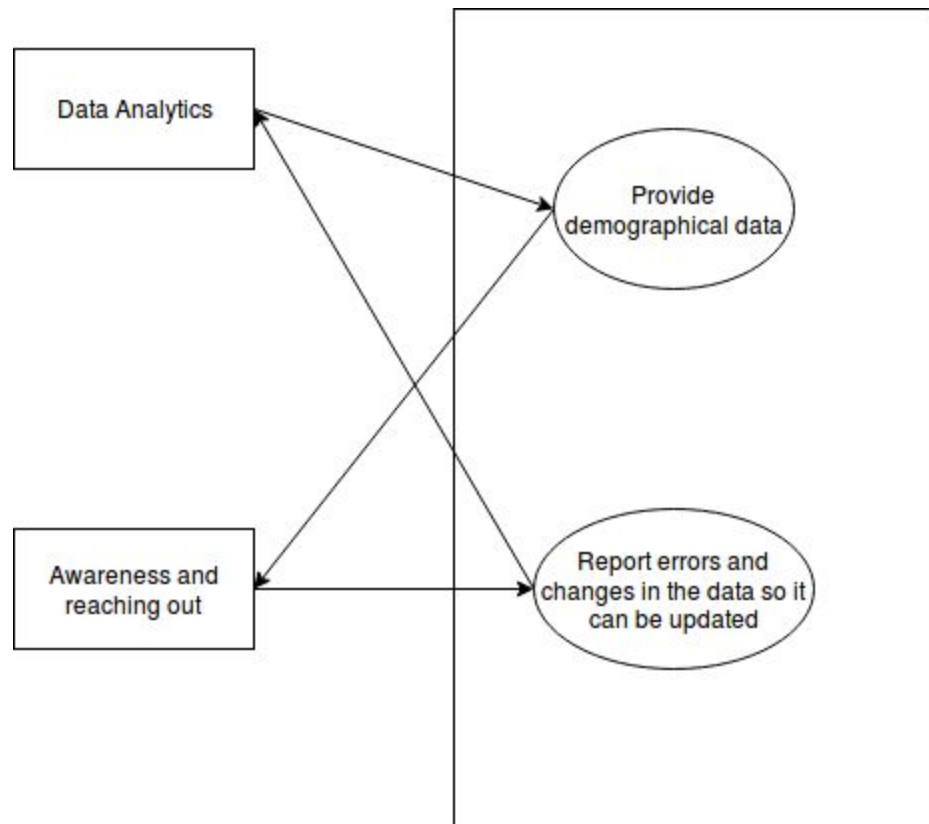 Data Analytics
Provide
demographical data
Awareness and
reaching out
Report errors and
changes in the data so it
can be updated